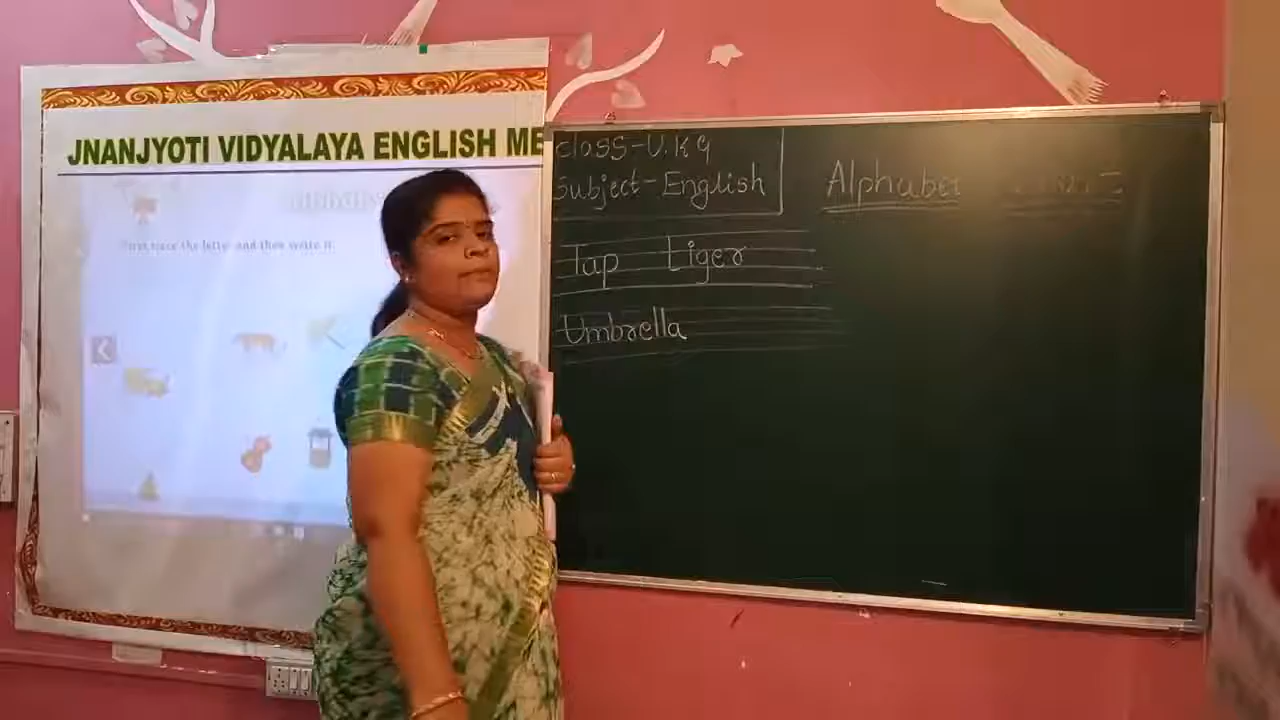 JNANJYOTI VIDYALAYA ENGLISH ME
First trace the letter and then write it.
Class-U.KG
Subject-English
Alphabet
Tap tiger
Umbrella